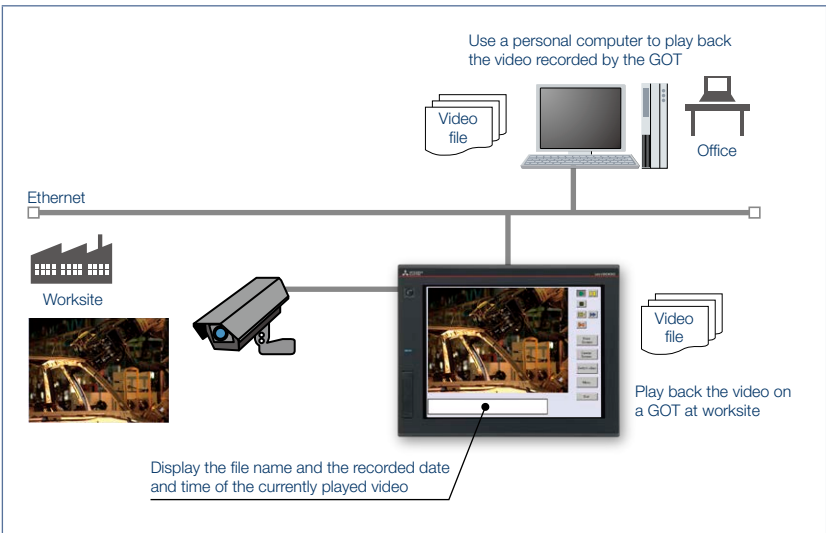 Use a personal computer to play back
the video recorded by the GOT
Video
file
Office
Ethernet
Worksite
MITSUBISHI
ELECTRIC
Video
file
Play back the video on
a GOT at worksite
Display the file name and the recorded date
and time of the currently played video